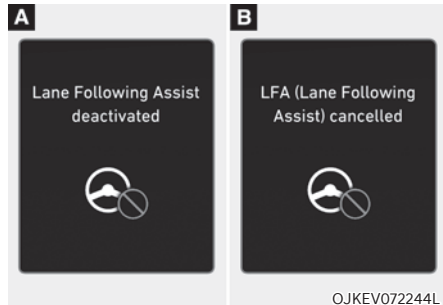 A
Lane Following Assist
deactivated
B
LFA (Lane Following
Assist) cancelled
OJKEV072244L